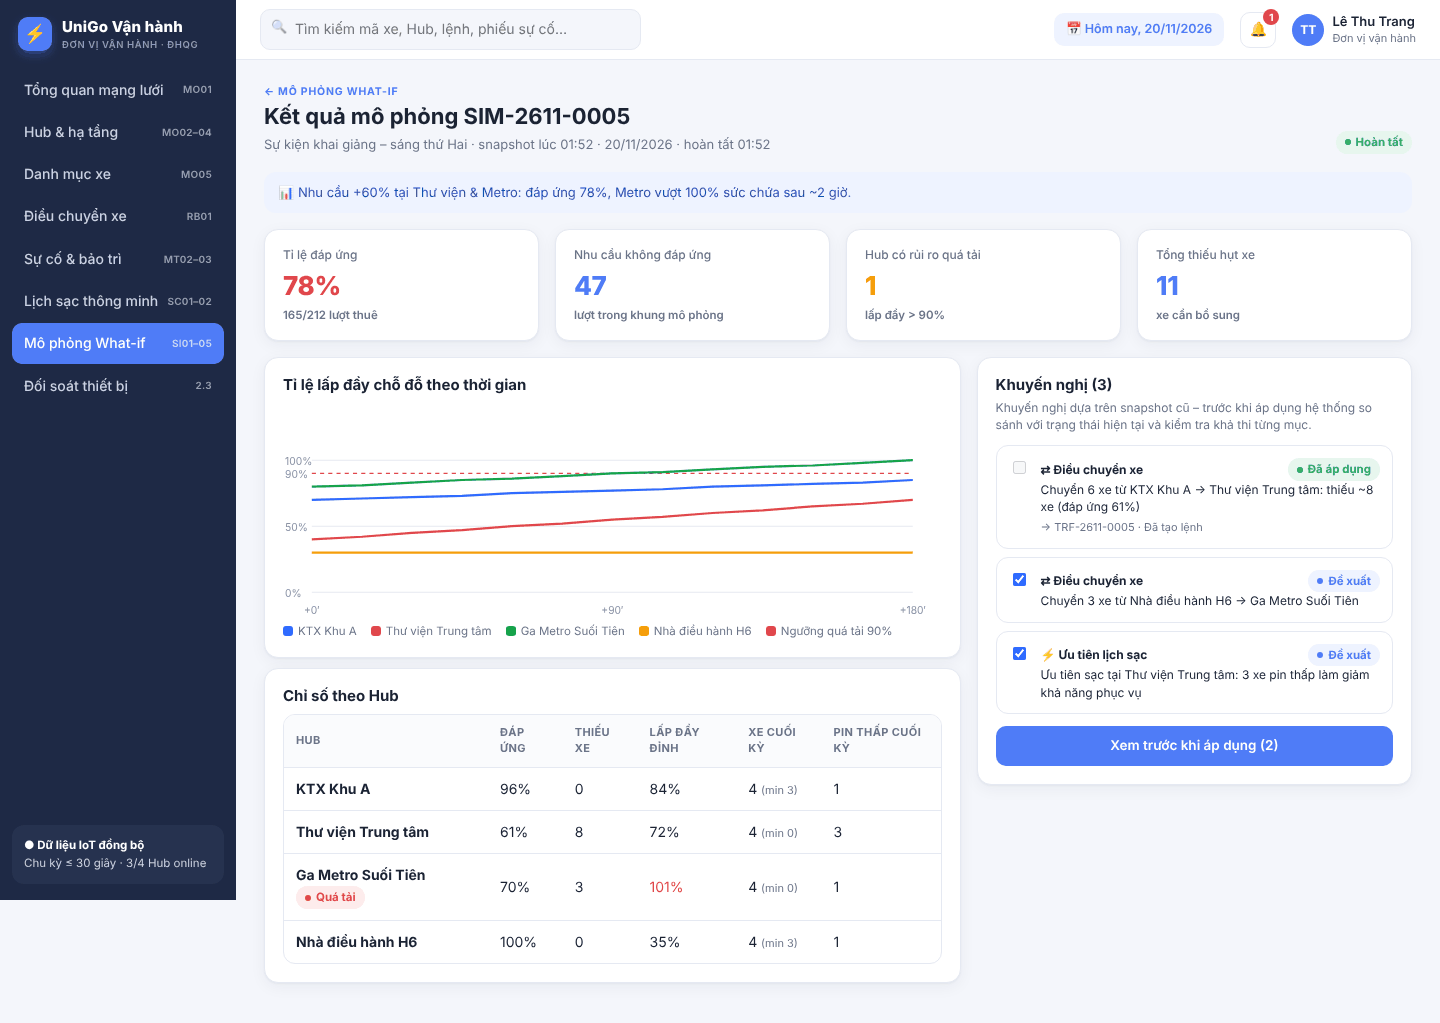 UniGo Vận hành
ĐƠN VỊ VẬN HÀNH · ĐHQG
Tổng quan mạng lưới MO01
Hub & hạ tầng MO02–04
Danh mục xe MO05
Điều chuyển xe RB01
Sự cố & bảo trì MT02–03
Lịch sạc thông minh SC01–02
Mô phỏng What-if SI01–05
Đối soát thiết bị 2.3
● Dữ liệu IoT đồng bộ
Chu kỳ ≤ 30 giây · 3/4 Hub online
Tìm kiếm mã xe, Hub, lệnh, phiếu sự cố...
Hôm nay, 20/11/2026
1
TT
Lê Thu Trang
Đơn vị vận hành
← MÔ PHỎNG WHAT-IF
Kết quả mô phỏng SIM-2611-0005
Sự kiện khai giảng – sáng thứ Hai · snapshot lúc 01:52 · 20/11/2026 · hoàn tất 01:52
Hoàn tất
Nhu cầu +60% tại Thư viện & Metro: đáp ứng 78%, Metro vượt 100% sức chứa sau ~2 giờ.
Tỉ lệ đáp ứng
78%
165/212 lượt thuê
Nhu cầu không đáp ứng
47
lượt trong khung mô phỏng
Hub có rủi ro quá tải
1
lấp đầy > 90%
Tổng thiếu hụt xe
11
xe cần bổ sung
Tỉ lệ lấp đầy chỗ đỗ theo thời gian
100%
90%
50%
0%
+0' +90' +180'
KTX Khu A Thư viện Trung tâm Ga Metro Suối Tiên Nhà điều hành H6 Ngưỡng quá tải 90%
Chỉ số theo Hub
HUB ĐÁP ỨNG THIẾU XE LẤP ĐẦY ĐỈNH XE CUỐI KỲ PIN THẤP CUỐI KỲ
KTX Khu A 96% 0 84% 4 (min 3) 1
Thư viện Trung tâm 61% 8 72% 4 (min 0) 3
Ga Metro Suối Tiên Quá tải 70% 3 101% 4 (min 0) 1
Nhà điều hành H6 100% 0 35% 4 (min 3) 1
Khuyến nghị (3)
Khuyến nghị dựa trên snapshot cũ – trước khi áp dụng hệ thống so
sánh với trạng thái hiện tại và kiểm tra khả thi từng mục.
⇄ Điều chuyển xe Đã áp dụng
Chuyển 6 xe từ KTX Khu A → Thư viện Trung tâm: thiếu ~8
xe (đáp ứng 61%)
→ TRF-2611-0005 · Đã tạo lệnh
⇄ Điều chuyển xe Đề xuất
Chuyển 3 xe từ Nhà điều hành H6 → Ga Metro Suối Tiên
⚡ Ưu tiên lịch sạc Đề xuất
Ưu tiên sạc tại Thư viện Trung tâm: 3 xe pin thấp làm giảm
khả năng phục vụ
Xem trước khi áp dụng (2)